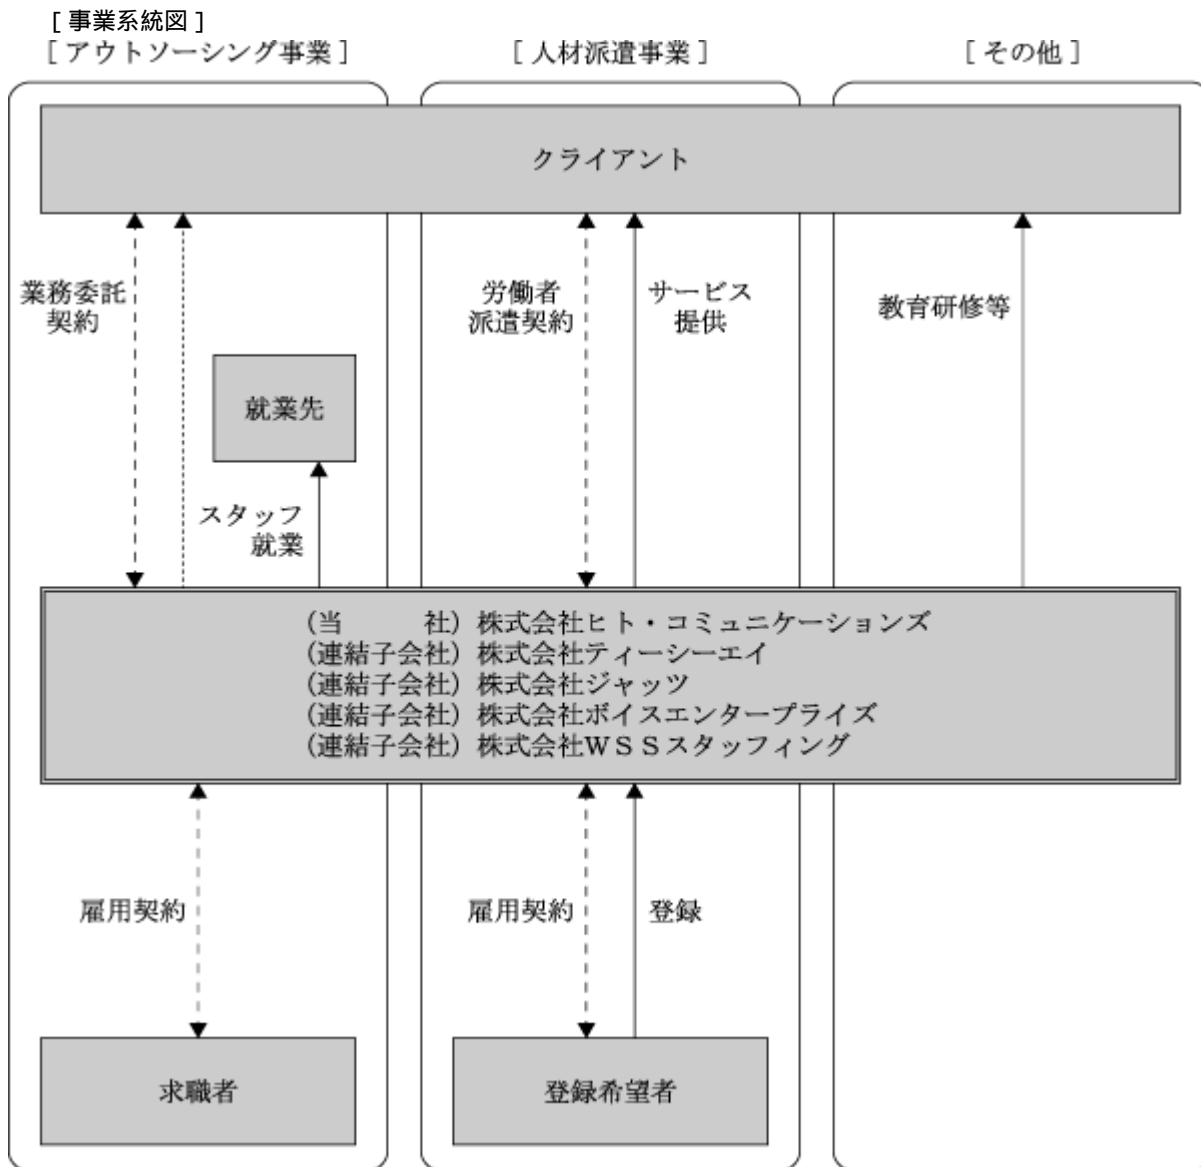 [ 事業系統図 ]
[ アウトソーシング事業 ]
[ 人材派遣事業 ]
[ その他 ]
クライアント
業務委託
契約
労働者
派遣契約
サービス
提供
教育研修等
就業先
スタッフ
就業
(当　　　社) 株式会社ヒト・コミュニケーションズ
(連結子会社) 株式会社ティーシーエイ
(連結子会社) 株式会社ジャッツ
(連結子会社) 株式会社ボイスエンタープライズ
(連結子会社) 株式会社WSSスタッフィング
雇用契約
雇用契約
登録
求職者
登録希望者